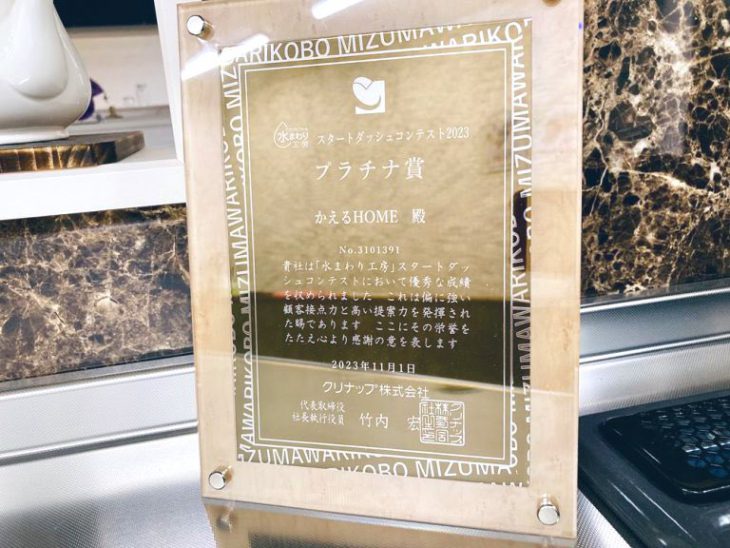 WARIKOBO MIZUMAWARIKOBO MIZUMAWARIKOBO
水まわり工房
スタートダッシュコンテスト2023
プラチナ賞
かえるHOME 殿
No.3101391
貴社は「水まわり工房」スタートダッ
シュコンテストにおいて優秀な成績
を収められました これは偏に強い
顧客接点力と高い提案力を発揮され
た賜であります ここにその栄誉を
たたえ心より感謝の意を表します
2023年11月1日
クリナップ株式会社
代表取締役
社長執行役員 竹内 宏